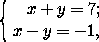 x + y = 7;
x − y = −1,